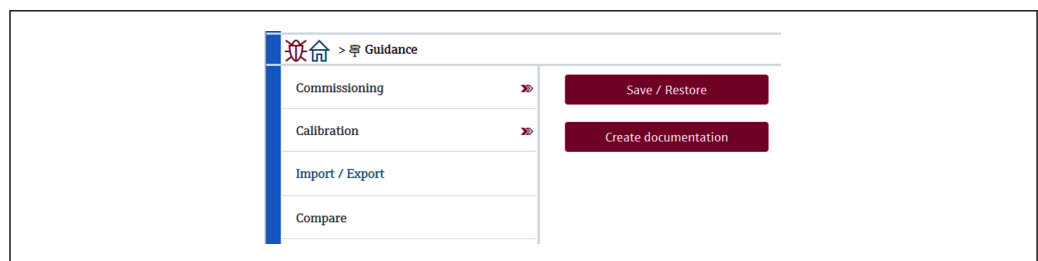 > Guidance
Commissioning
Save / Restore
Calibration
Create documentation
Import / Export
Compare